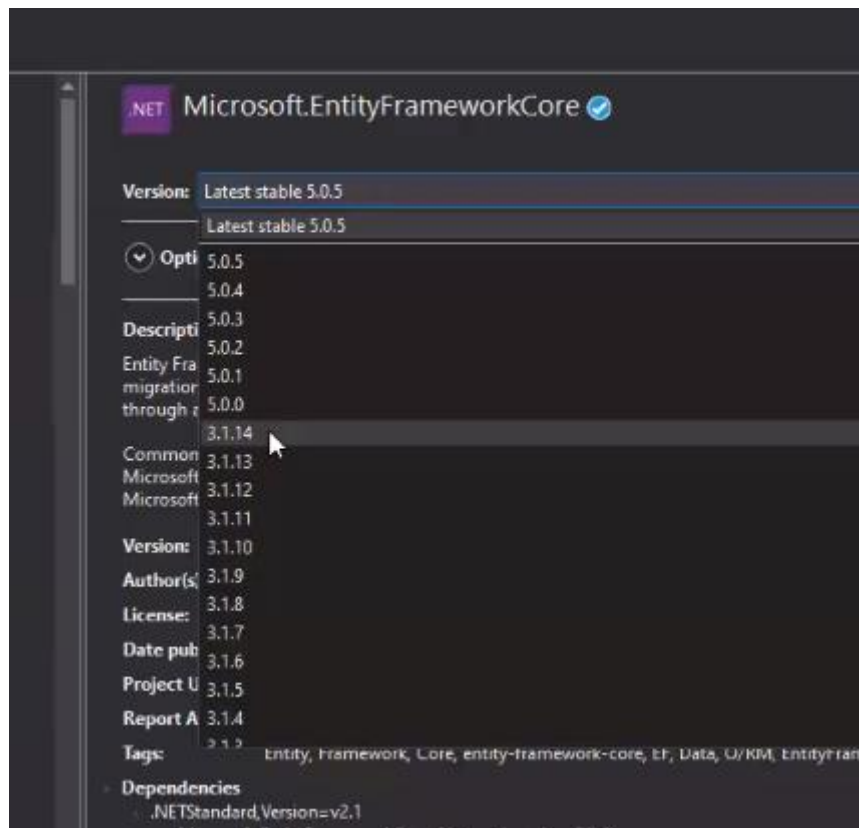 .NET Microsoft.EntityFrameworkCore
Version: Latest stable 5.0.5
Latest stable 5.0.5
Opti
5.0.5
5.0.4
5.0.3
Descripti
5.0.2
Entity Fra
5.0.1
migration
through a
5.0.0
3.1.14
Common
3.1.13
Microsoft
3.1.12
Microsoft
3.1.11
Version:
3.1.10
Author(s)
3.1.9
License:
3.1.8
3.1.7
Date pub
3.1.6
Project U
3.1.5
Report A
3.1.4
Tags: Entity, Framework, Core, entity-framework-core, EF, Data, O/RM, EntityFram
Dependencies
.NETStandard,Version=v2.1